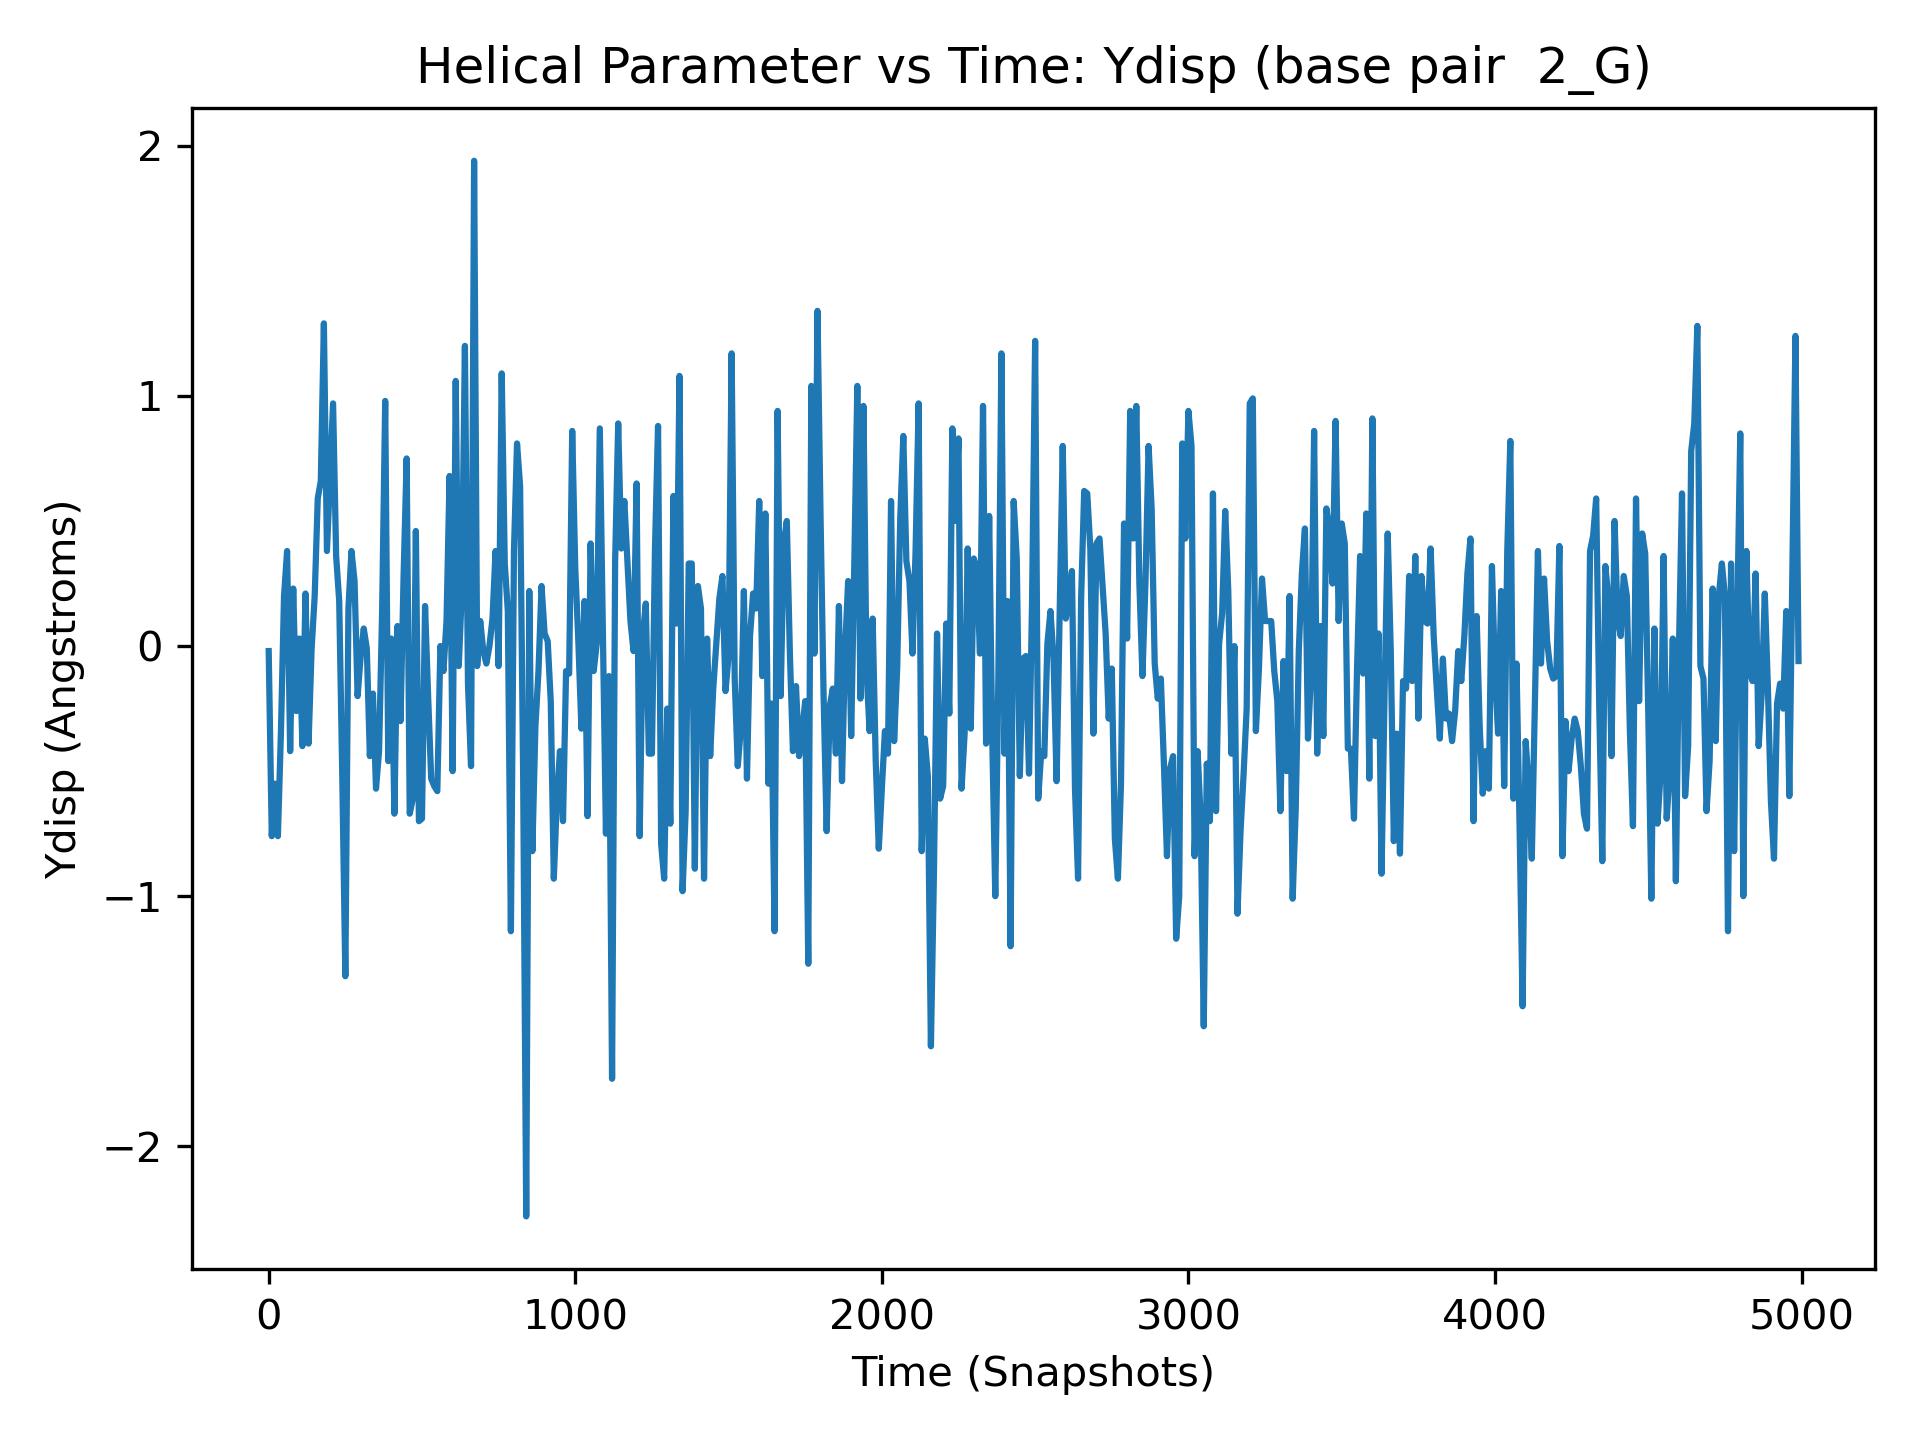 Helical Parameter vs Time: Ydisp (base pair  2_G)
2
1
0
−1
−2
Ydisp (Angstroms)
0 1000 2000 3000 4000 5000
Time (Snapshots)